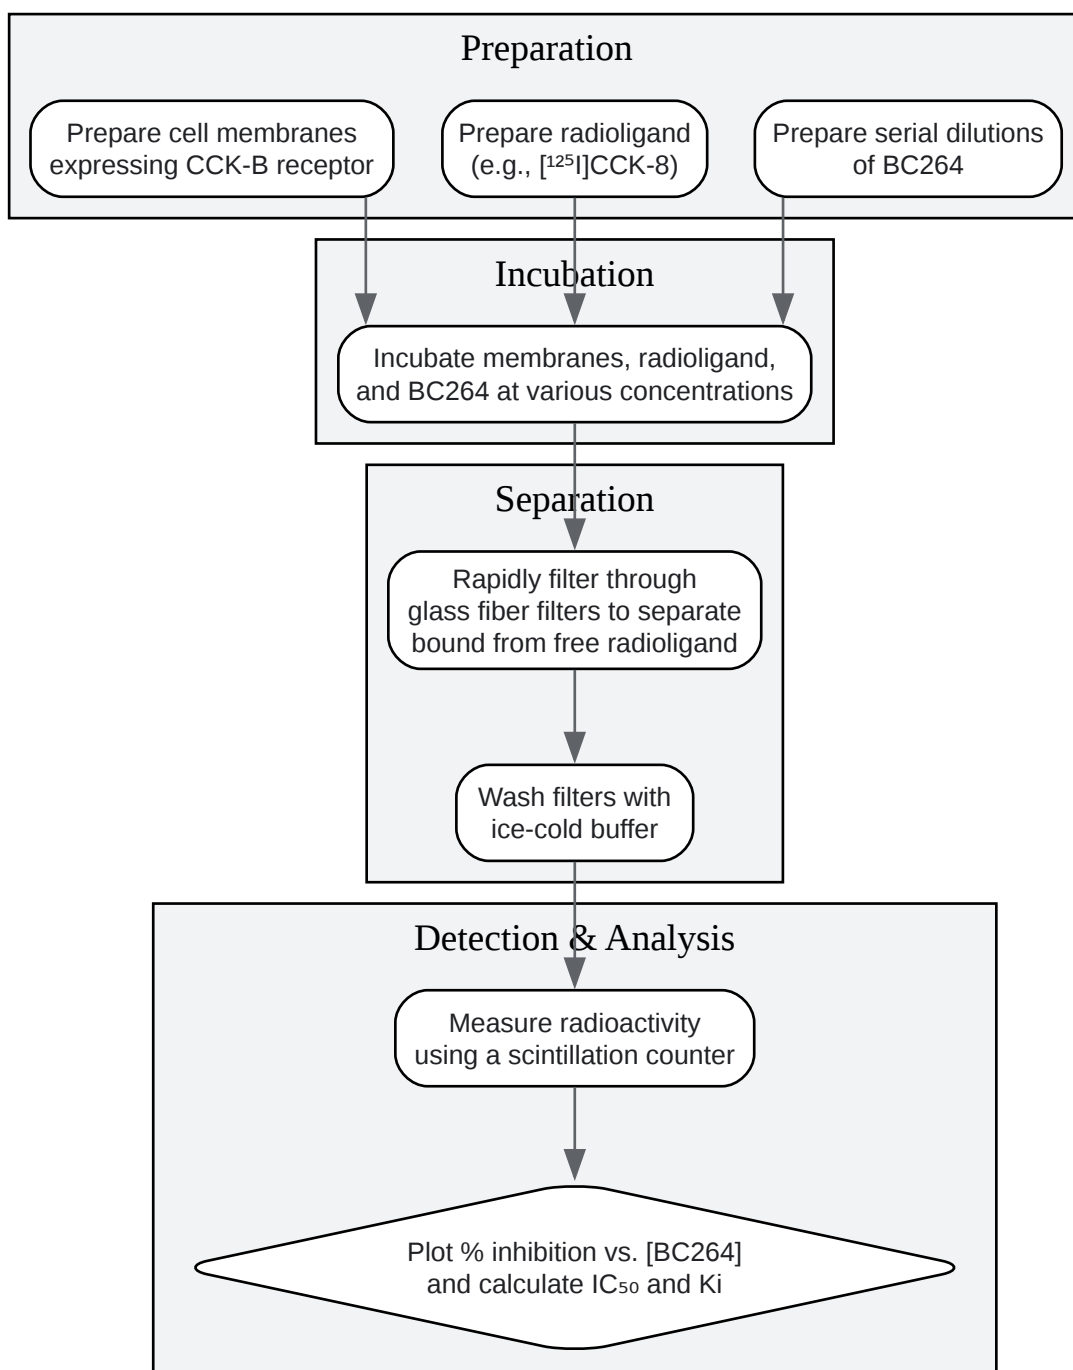 Preparation
Prepare cell membranes
expressing CCK-B receptor
Prepare radioligand
(e.g., [¹²⁵I]CCK-8)
Prepare serial dilutions
of BC264
Incubation
Incubate membranes, radioligand,
and BC264 at various concentrations
Separation
Rapidly filter through
glass fiber filters to separate
bound from free radioligand
Wash filters with
ice-cold buffer
Detection & Analysis
Measure radioactivity
using a scintillation counter
Plot % inhibition vs. [BC264]
and calculate IC₅₀ and Ki